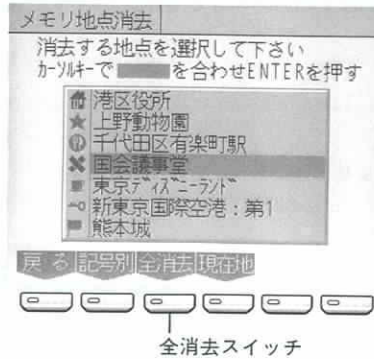 メモリ地点消去
消去する地点を選択して下さい
カーソルキーで を合わせENTERを押す
港区役所
上野動物園
千代田区有楽町駅
国会議事堂
東京ディズニーランド
新東京国際空港:第1
熊本城
戻る 記号別 全消去 現在地
全消去スイッチ